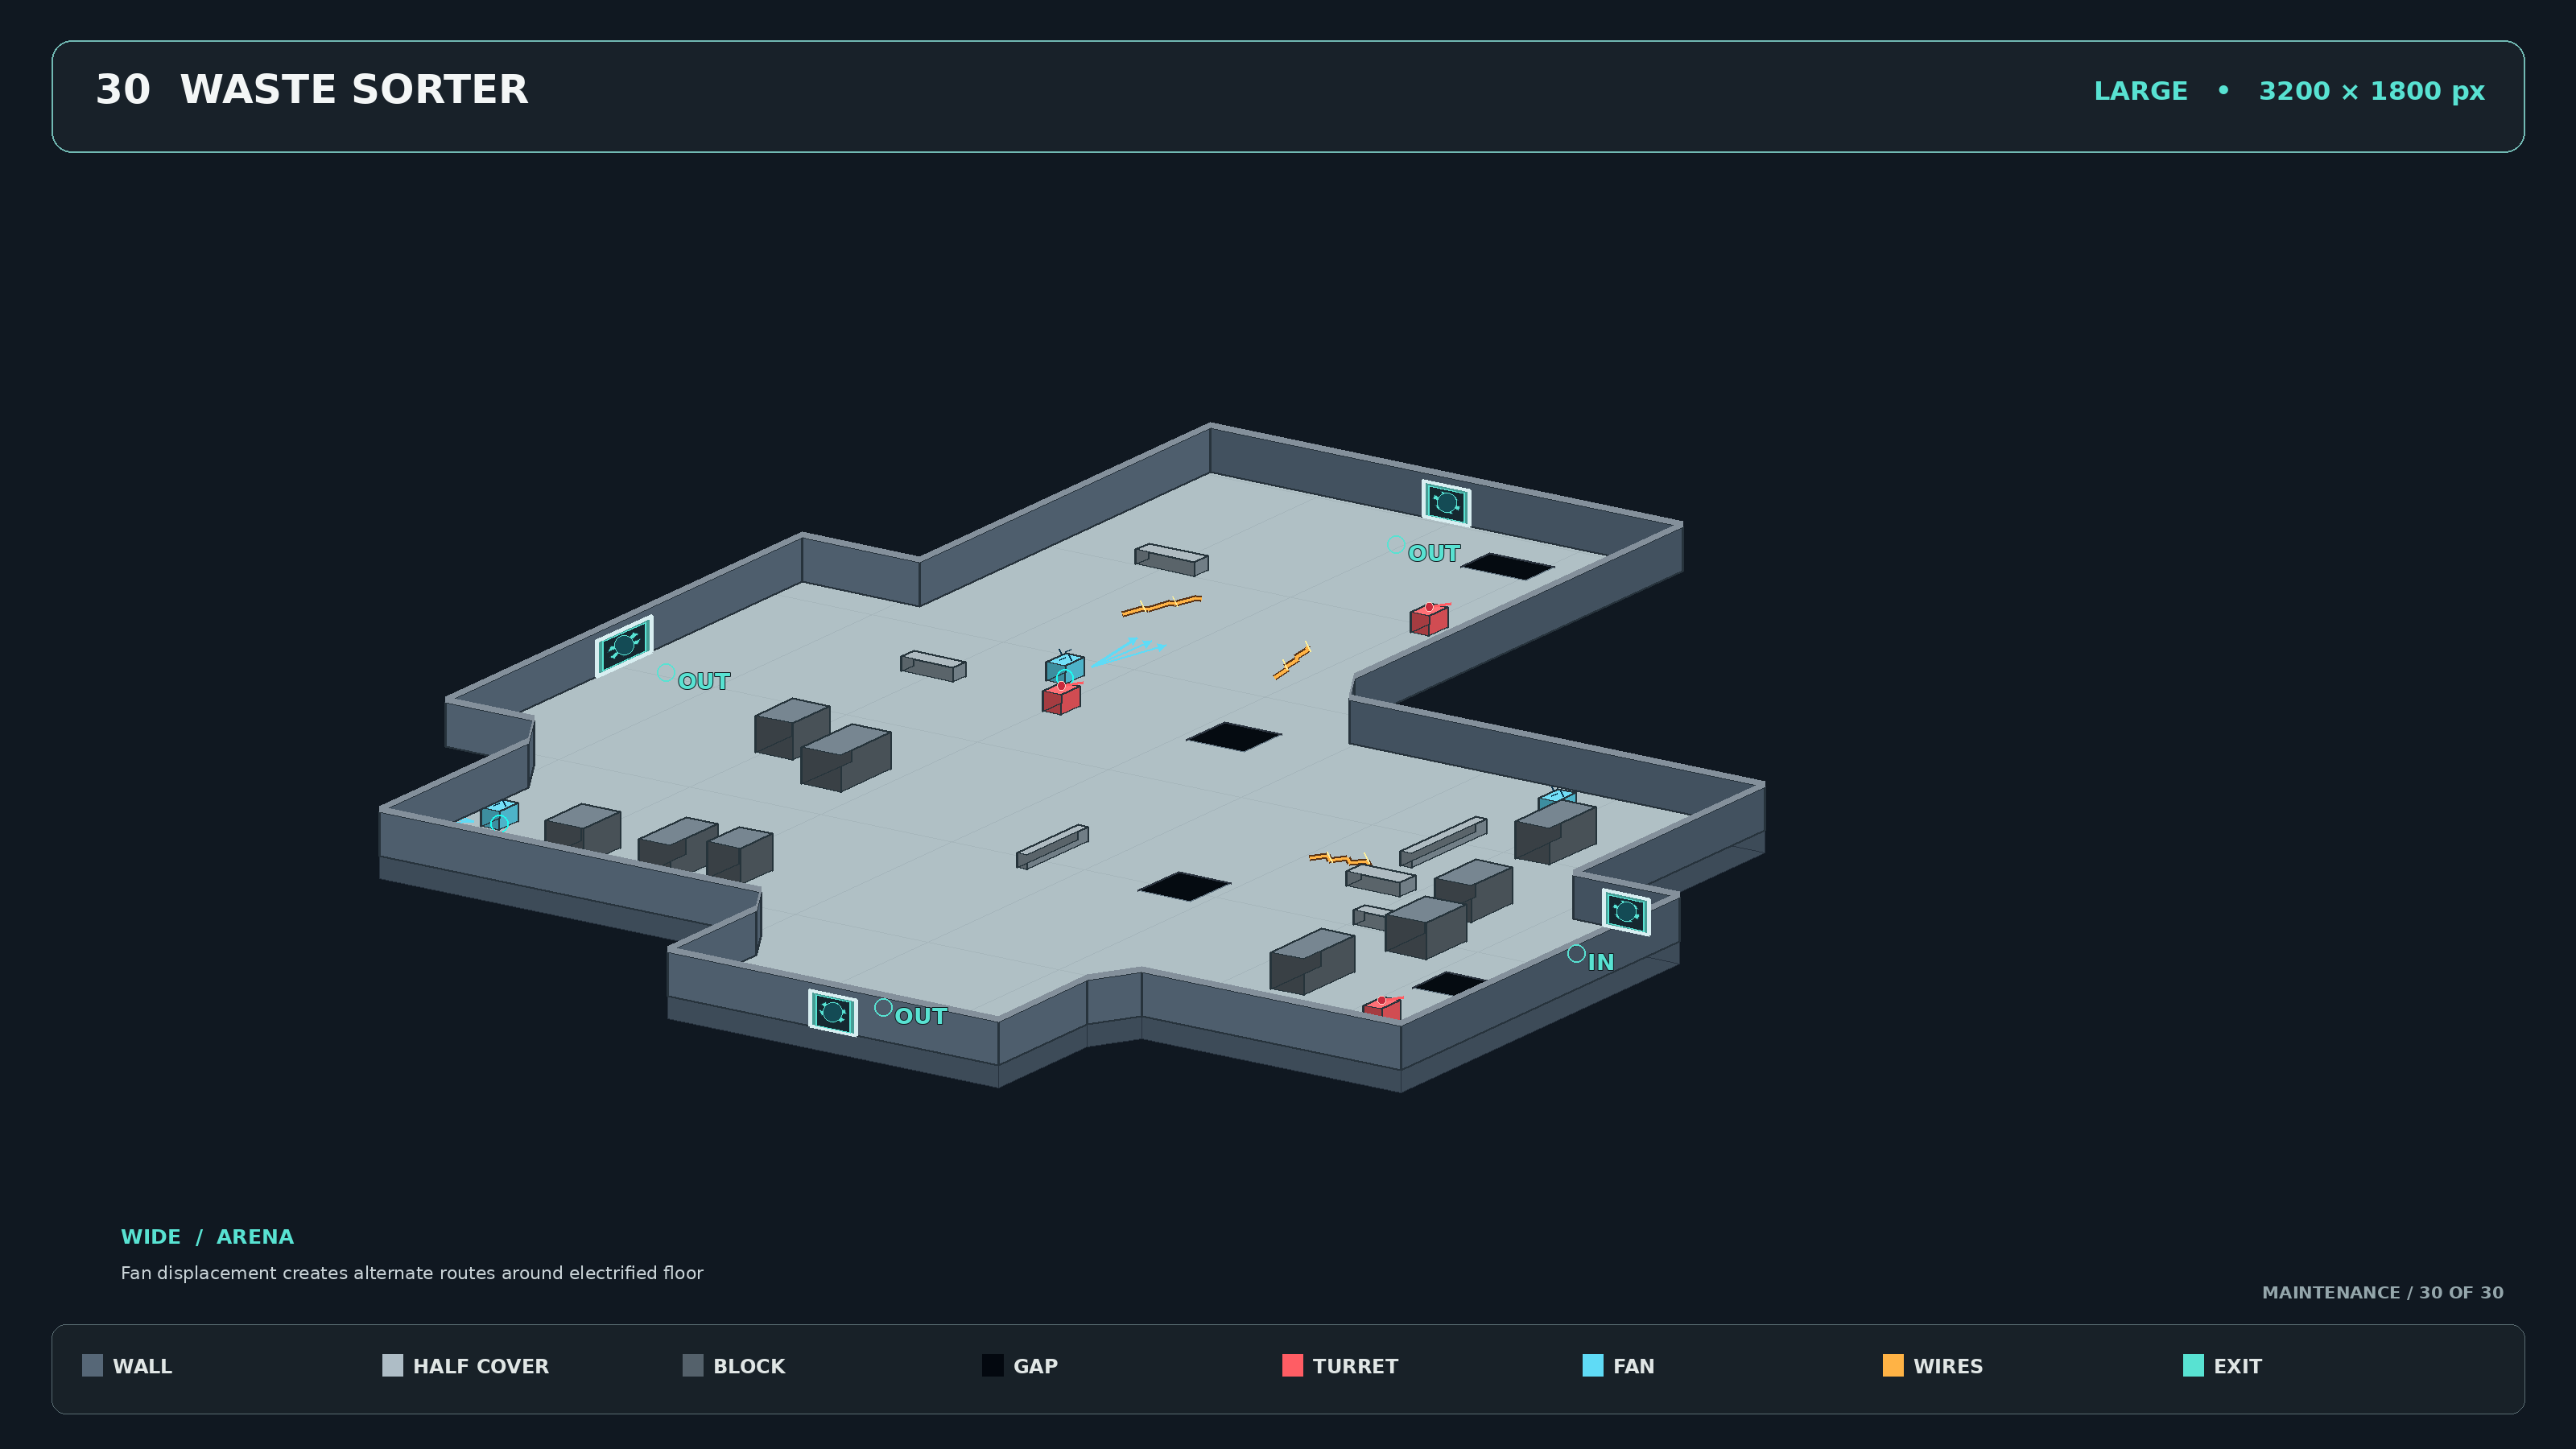 30 WASTE SORTER
LARGE • 3200 × 1800 px
OUT
OUT
IN
OUT
WIDE / ARENA
Fan displacement creates alternate routes around electrified floor
MAINTENANCE / 30 OF 30
WALL
HALF COVER
BLOCK
GAP
TURRET
FAN
WIRES
EXIT